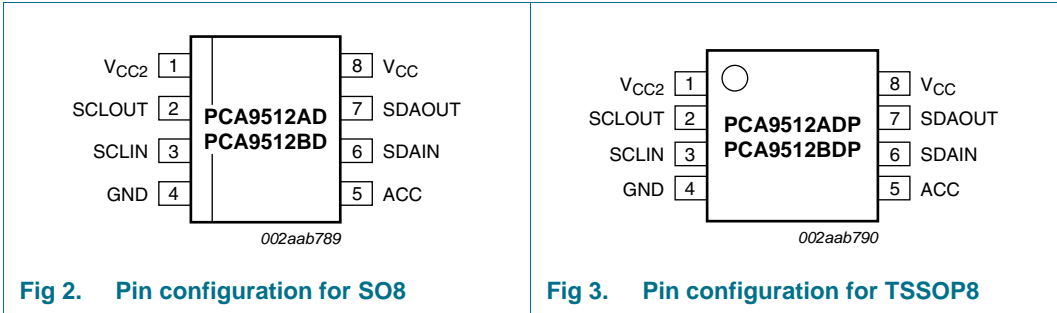 VCC2 1 8 VCC
SCLOUT 2 7 SDAOUT
SCLIN 3 6 SDAIN
GND 4 5 ACC
PCA9512AD
PCA9512BD
002aab789
Fig 2. Pin configuration for SO8
VCC2 1 8 VCC
SCLOUT 2 7 SDAOUT
SCLIN 3 6 SDAIN
GND 4 5 ACC
PCA9512ADP
PCA9512BDP
002aab790
Fig 3. Pin configuration for TSSOP8